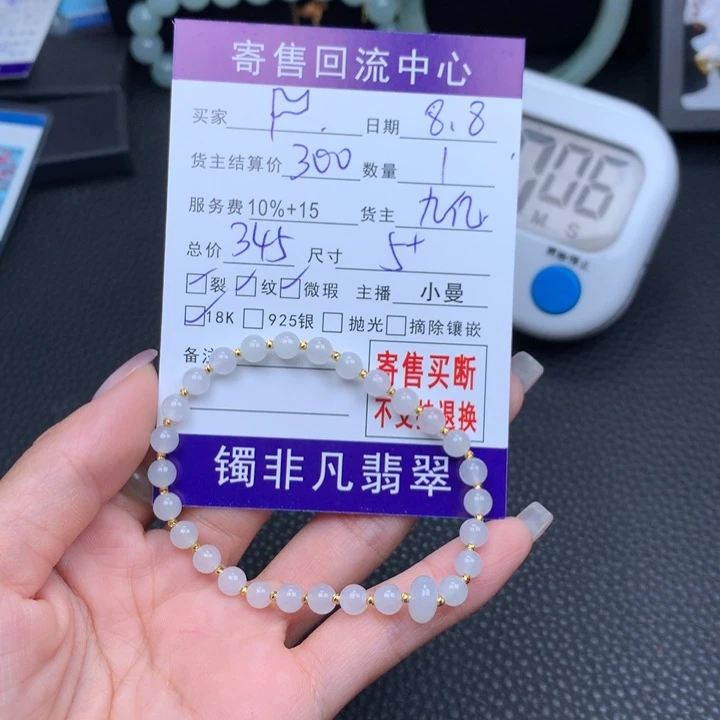 寄售回流中心
买家 日期 8.8
货主结算价 300 数量 1
服务费 10%+15 货主 九亿
总价 345 尺寸 5+
裂 纹 微瑕 主播 小曼
18K 925银 抛光 摘除镶嵌
备注
寄售买断
不支持退换
镯非凡翡翠
M S